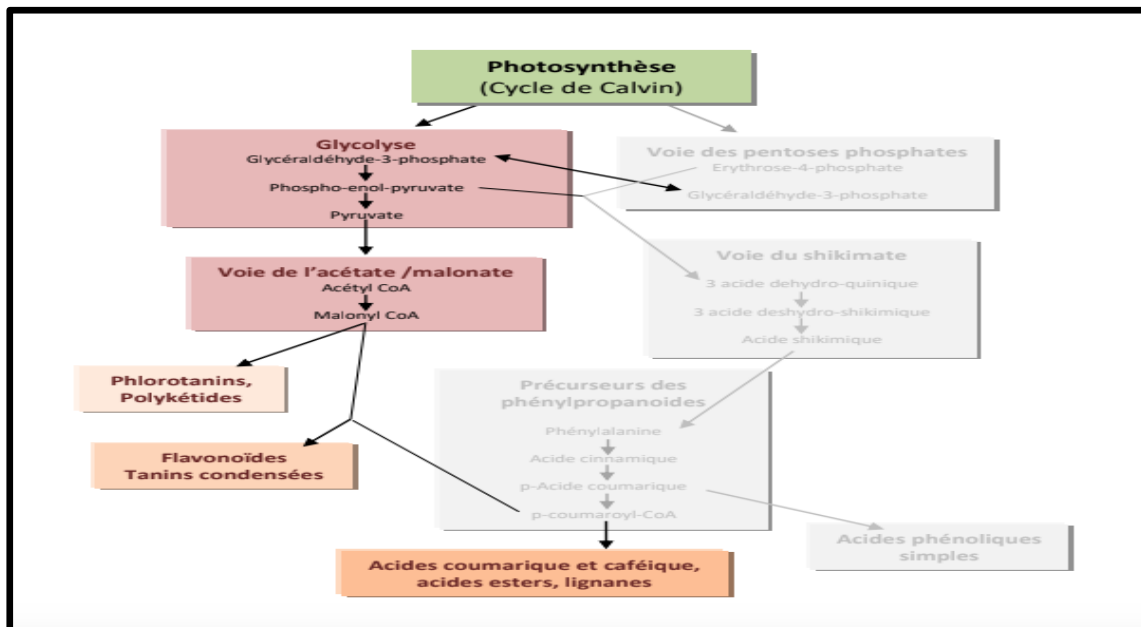 Photosynthèse
(Cycle de Calvin)
Glycolyse
Glycéraldéhyde-3-phosphate
Phospho-enol-pyruvate
Pyruvate
Voie des pentoses phosphates
Erythrose-4-phosphate
Glycéraldéhyde-3-phosphate
Voie de l'acétate /malonate
Acétyl CoA
Malonyl CoA
Voie du shikimate
3 acide dehydro-quinique
3 acide deshydro-shikimique
Acide shikimique
Phlorotanins,
Polykétides
Flavonoïdes
Tanins condensées
Précurseurs des
phénylpropanoides
Phénylalanine
Acide cinnamique
p-Acide coumarique
p-coumaroyl-CoA
Acides phénoliques
simples
Acides coumarique et caféique,
acides esters, lignanes